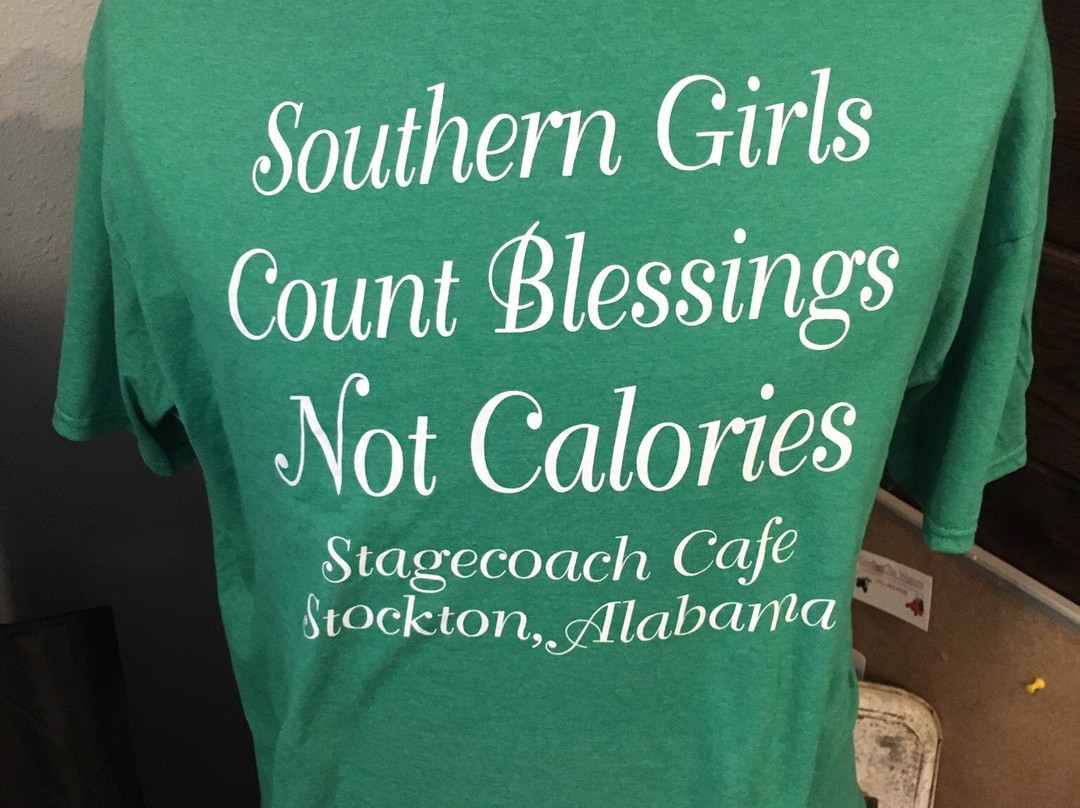 Southern Girls
Count Blessings
Not Calories
Stagecoach Cafe
Stockton, Alabama